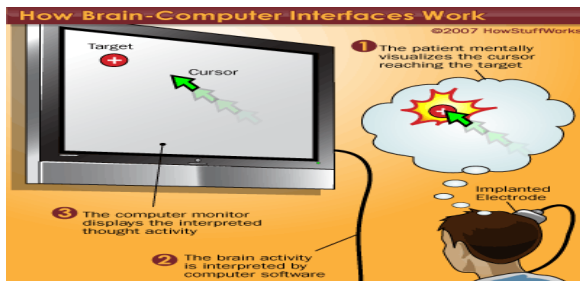 How Brain-Computer Interfaces Work
©2007 HowStuffWorks
Target
Cursor
1 The patient mentally
visualizes the cursor
reaching the target
Implanted
Electrode
3 The computer monitor
displays the interpreted
thought activity
2 The brain activity
is interpreted by
computer software